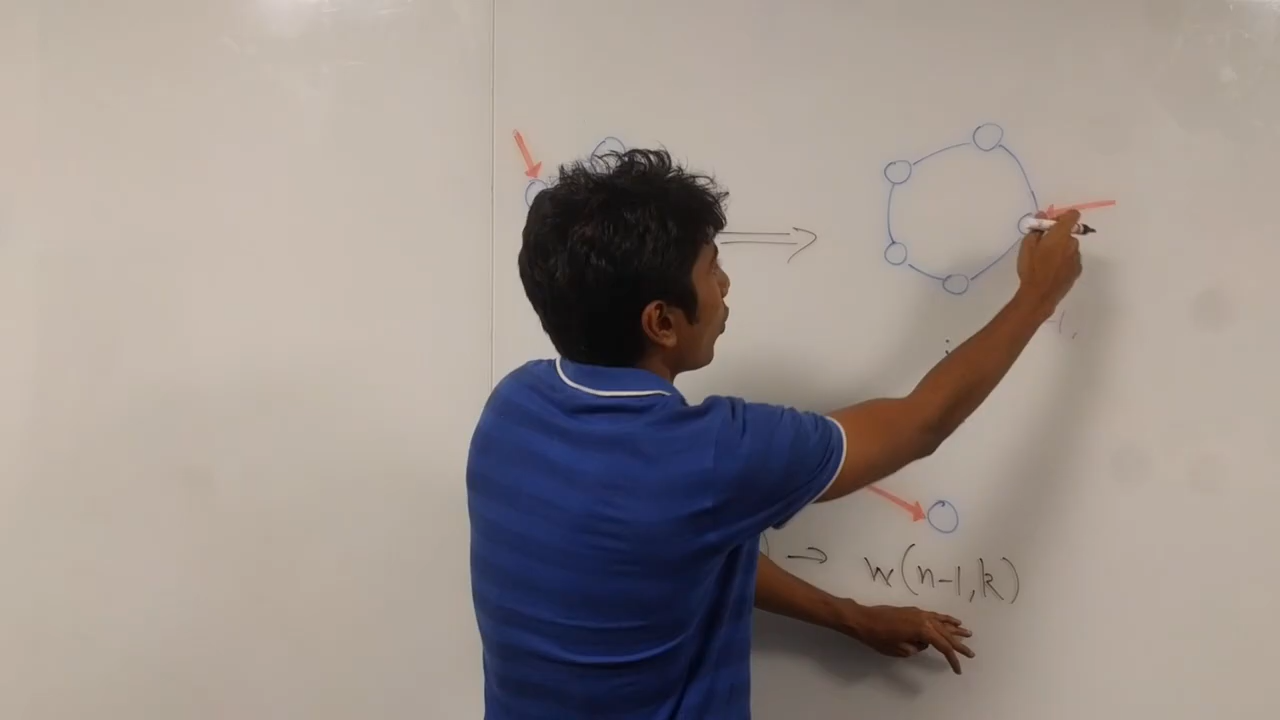 ) → w(n-1,k)